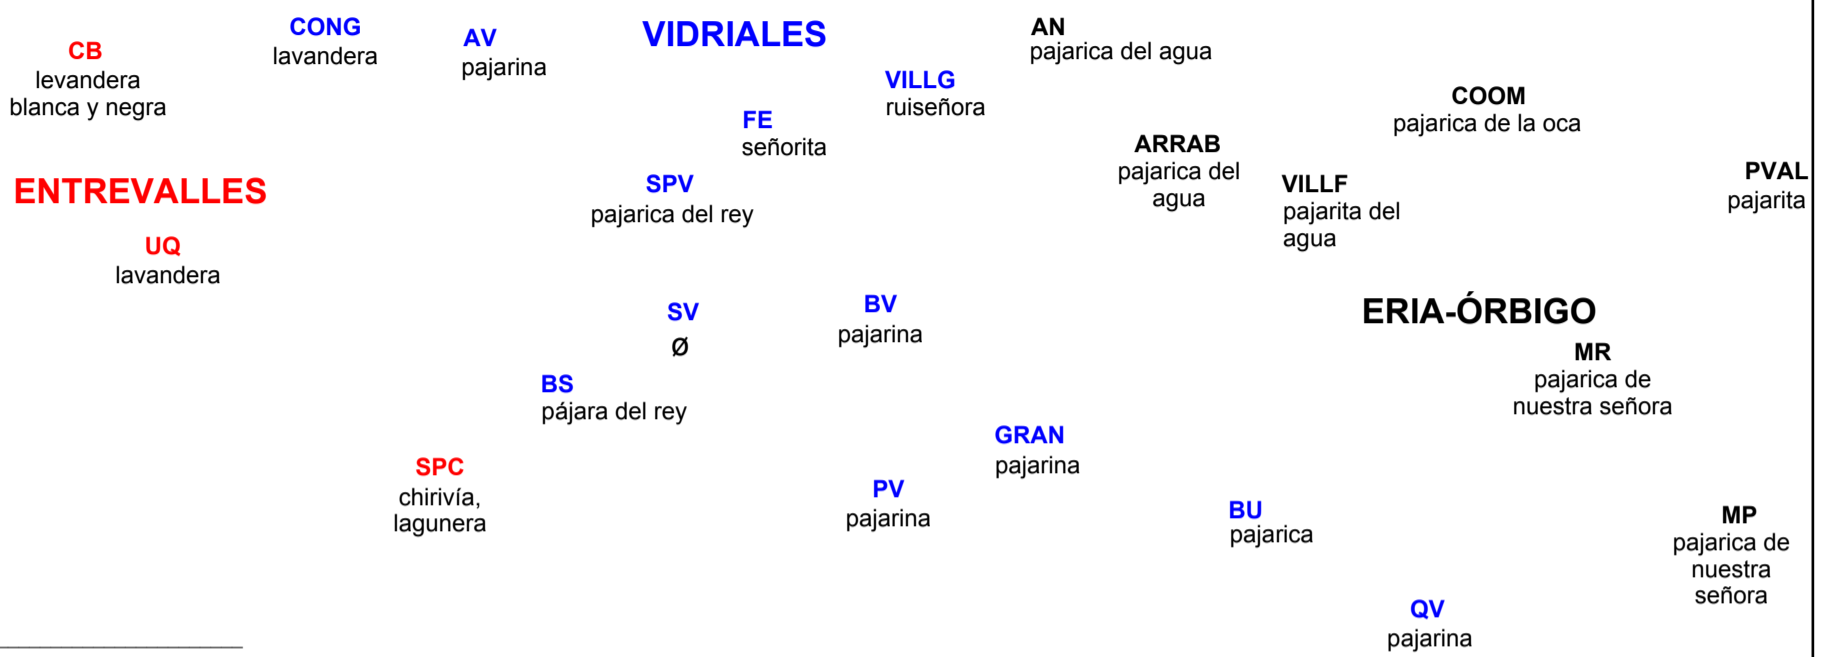 CB
levandera
blanca y negra
CONG
lavandera
AV
pajarina
VIDRIALES
VILLG
ruiseñora
FE
señorita
AN
pajarica del agua
COOM
pajarica de la oca
ARRAB
pajarica del
agua
VILLF
pajarita del
agua
PVAL
pajarita
ENTREVALLES
SPV
pajarica del rey
UQ
lavandera
SV
Ø
BV
pajarina
ERIA-ÓRBIGO
MR
pajarica de
nuestra señora
BS
pájara del rey
GRAN
pajarina
SPC
chirivía,
lagunera
PV
pajarina
BU
pajarica
MP
pajarica de
nuestra
señora
QV
pajarina